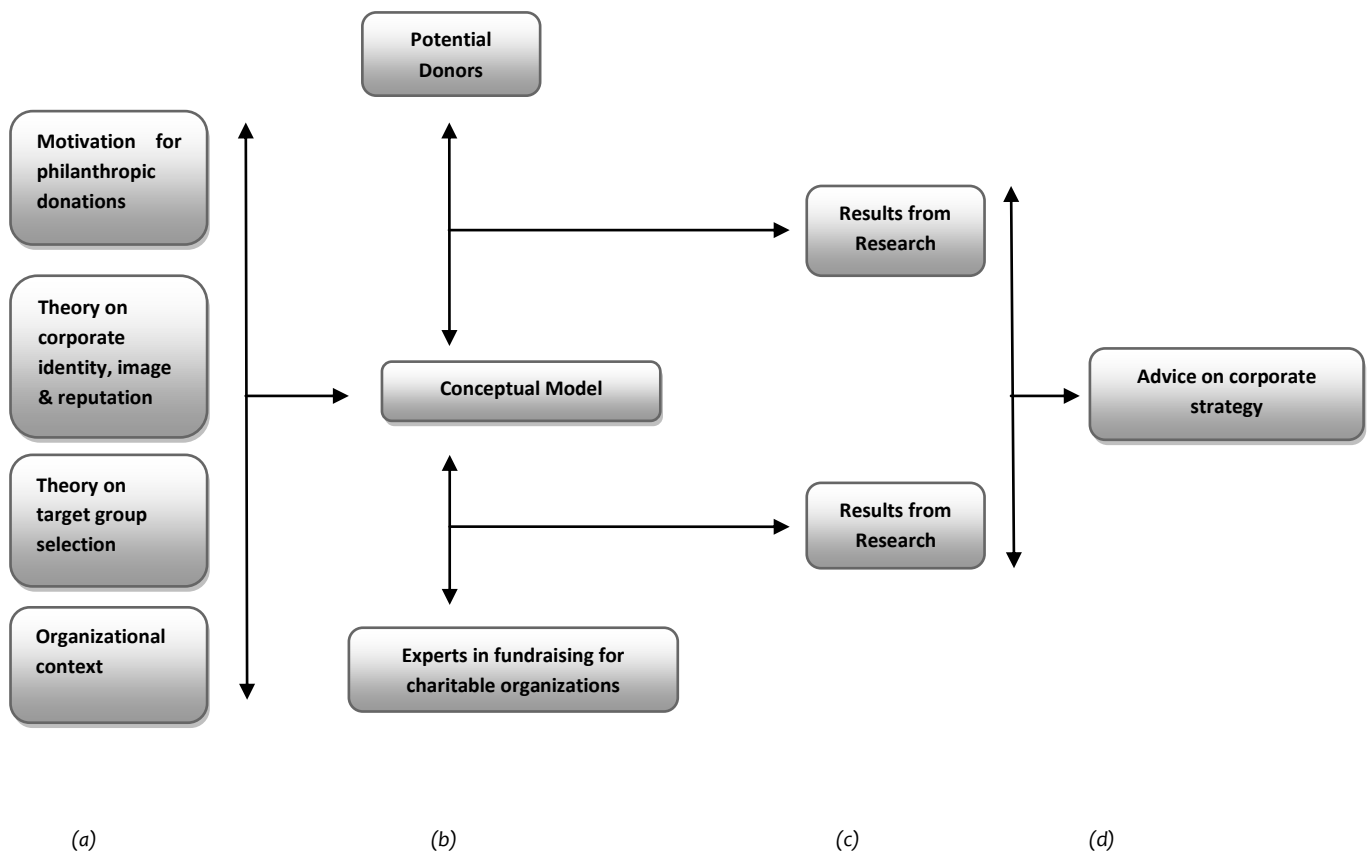 Potential
Donors
Motivation for
philanthropic
donations
Theory on
corporate
identity, image
& reputation
Theory on
target group
selection
Organizational
context
Conceptual Model
Experts in fundraising for
charitable organizations
Results from
Research
Results from
Research
Advice on corporate
strategy
(a)
(b)
(c)
(d)